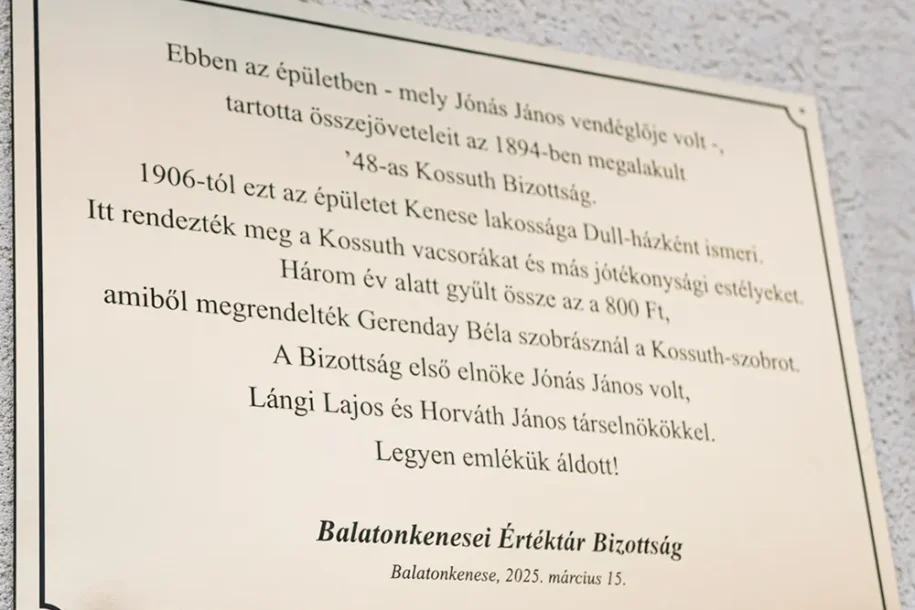 Ebben az épületben - mely Jónás János vendéglője volt -,
tartotta összejöveteleit az 1894-ben megalakult
’48-as Kossuth Bizottság.
1906-tól ezt az épületet Kenese lakossága Dull-házként ismeri.
Itt rendezték meg a Kossuth vacsorákat és más jótékonysági estélyeket.
Három év alatt gyűlt össze az a 800 Ft,
amiből megrendelték Gerenday Béla szobrásznál a Kossuth-szobrot.
A Bizottság első elnöke Jónás János volt,
Lángi Lajos és Horváth János társelnökökkel.
Legyen emlékük áldott!
Balatonkenesei Értéktár Bizottság
Balatonkenese, 2025. március 15.